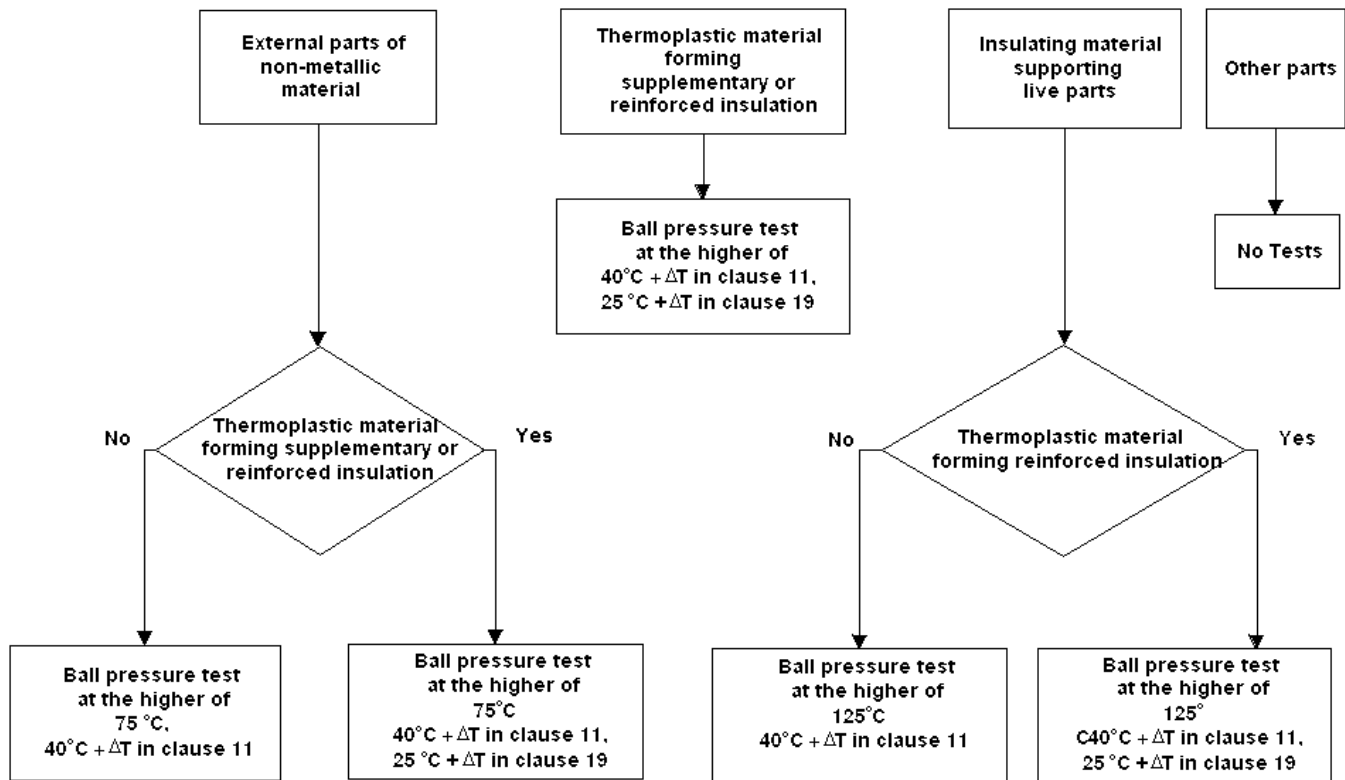 External parts of
non-metallic
material
Thermoplastic material
forming
supplementary or
reinforced insulation
Insulating material
supporting
live parts
Other parts
Ball pressure test
at the higher of
40°C + ΔT in clause 11,
25 °C + ΔT in clause 19
No Tests
No
Thermoplastic material
forming supplementary or
reinforced insulation
Yes
No
Thermoplastic material
forming reinforced insulation
Yes
Ball pressure test
at the higher of
75 °C,
40°C + ΔT in clause 11
Ball pressure test
at the higher of
75°C
40°C + ΔT in clause 11,
25 °C + ΔT in clause 19
Ball pressure test
at the higher of
125°C
40°C + ΔT in clause 11
Ball pressure test
at the higher of
125°
C40°C + ΔT in clause 11,
25 °C + ΔT in clause 19